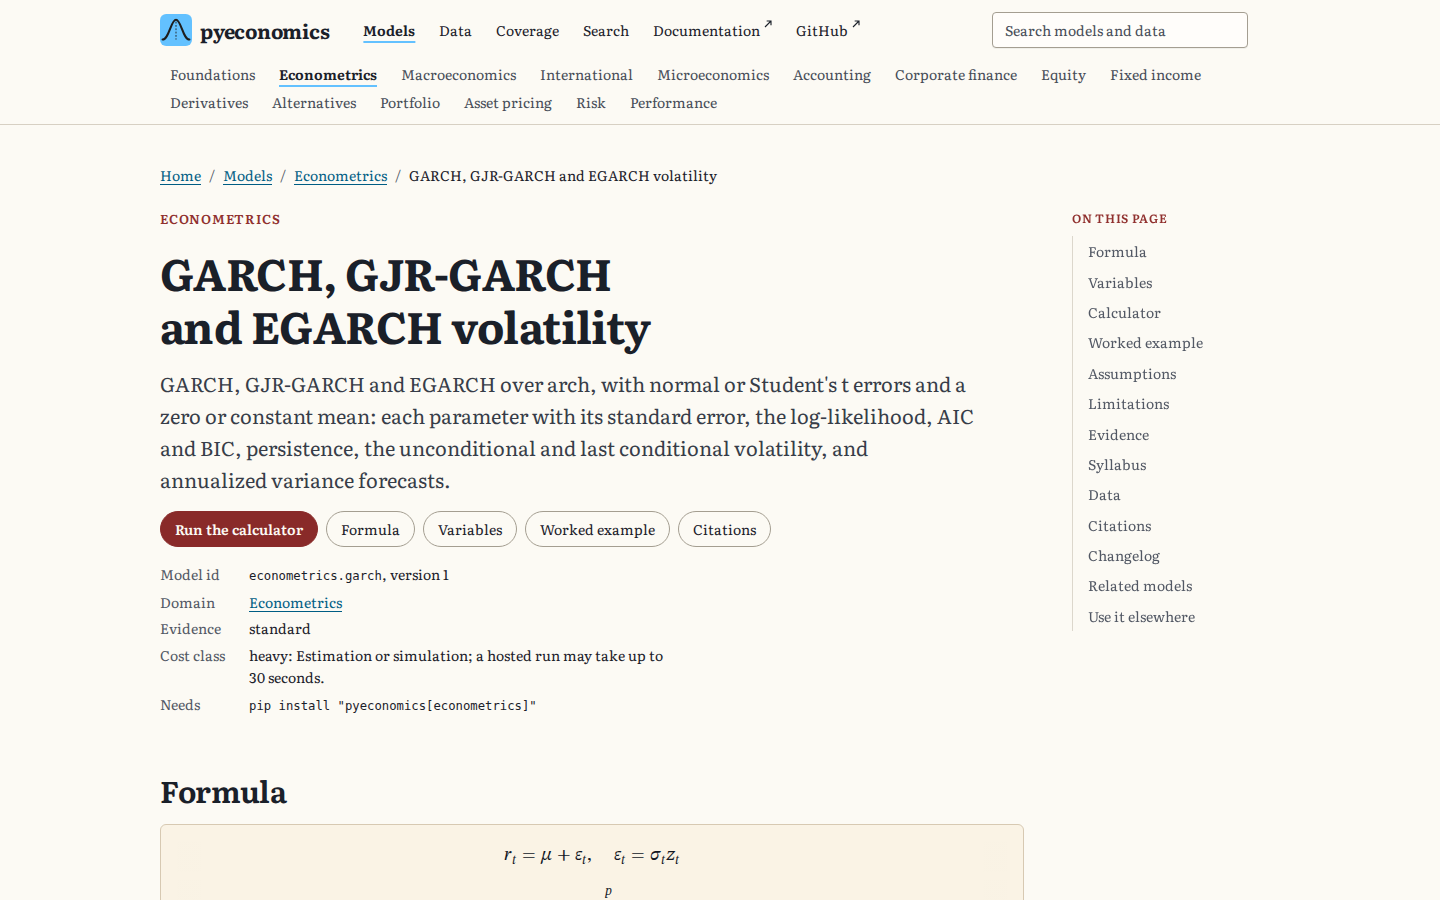 pyeconomics Models Data Coverage Search Documentation ↗ GitHub ↗ Search models and data
Foundations Econometrics Macroeconomics International Microeconomics Accounting Corporate finance Equity Fixed income
Derivatives Alternatives Portfolio Asset pricing Risk Performance
Home / Models / Econometrics / GARCH, GJR-GARCH and EGARCH volatility
ECONOMETRICS
GARCH, GJR-GARCH
and EGARCH volatility
GARCH, GJR-GARCH and EGARCH over arch, with normal or Student's t errors and a
zero or constant mean: each parameter with its standard error, the log-likelihood, AIC
and BIC, persistence, the unconditional and last conditional volatility, and
annualized variance forecasts.
Run the calculator Formula Variables Worked example Citations
Model id econometrics.garch, version 1
Domain Econometrics
Evidence standard
Cost class heavy: Estimation or simulation; a hosted run may take up to
30 seconds.
Needs pip install "pyeconomics[econometrics]"
Formula
r_t = μ + ε_t, ε_t = σ_t z_t
p
ON THIS PAGE
Formula
Variables
Calculator
Worked example
Assumptions
Limitations
Evidence
Syllabus
Data
Citations
Changelog
Related models
Use it elsewhere